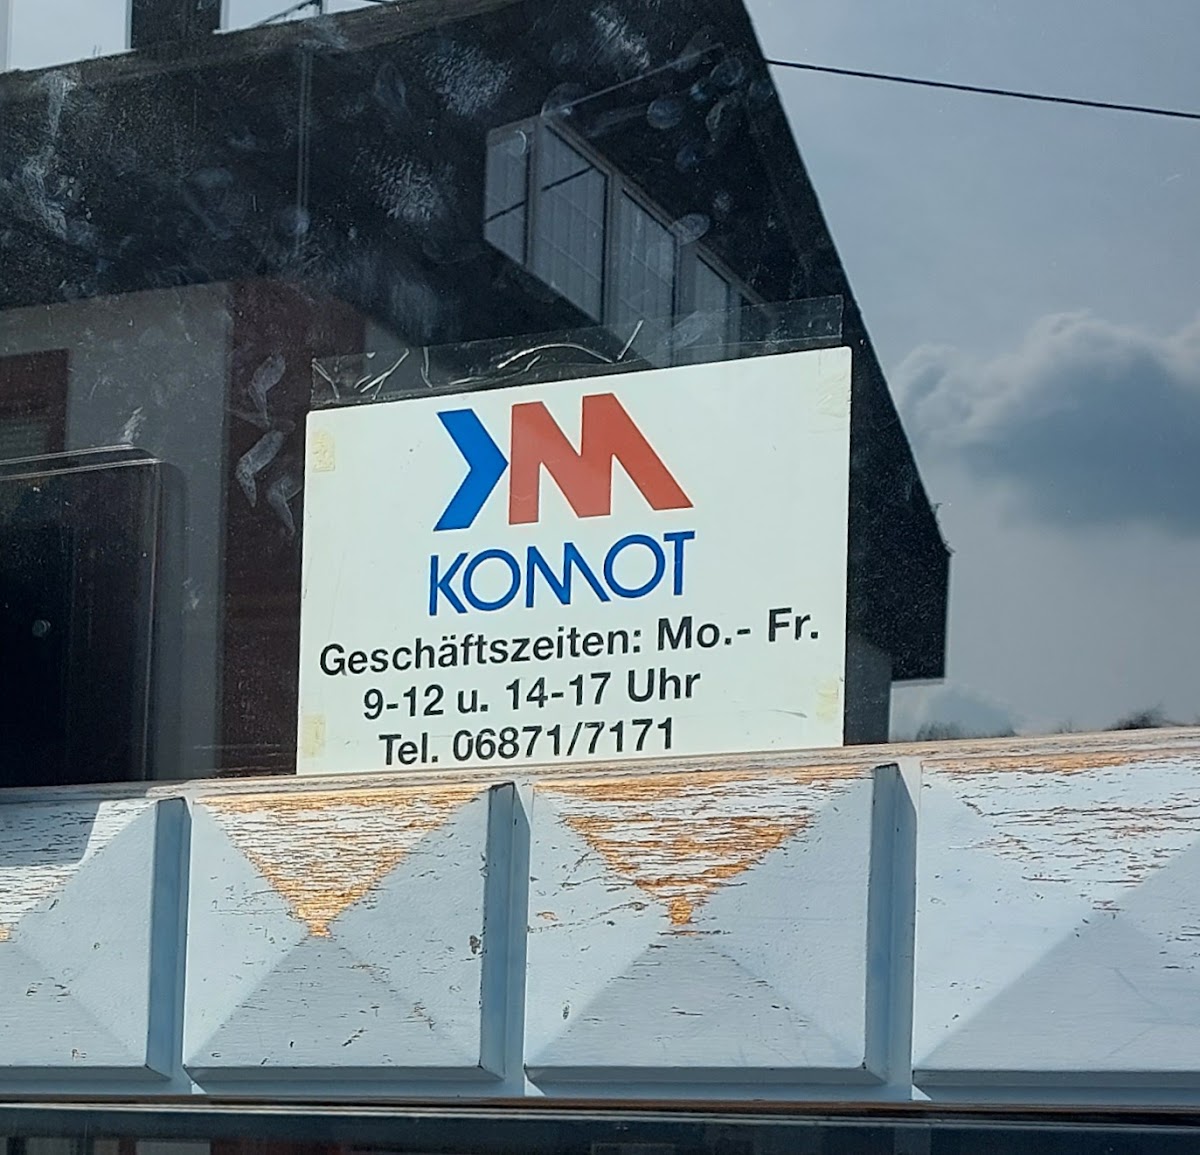 KOMOT
Geschäftszeiten: Mo.- Fr.
9-12 u. 14-17 Uhr
Tel. 06871/7171